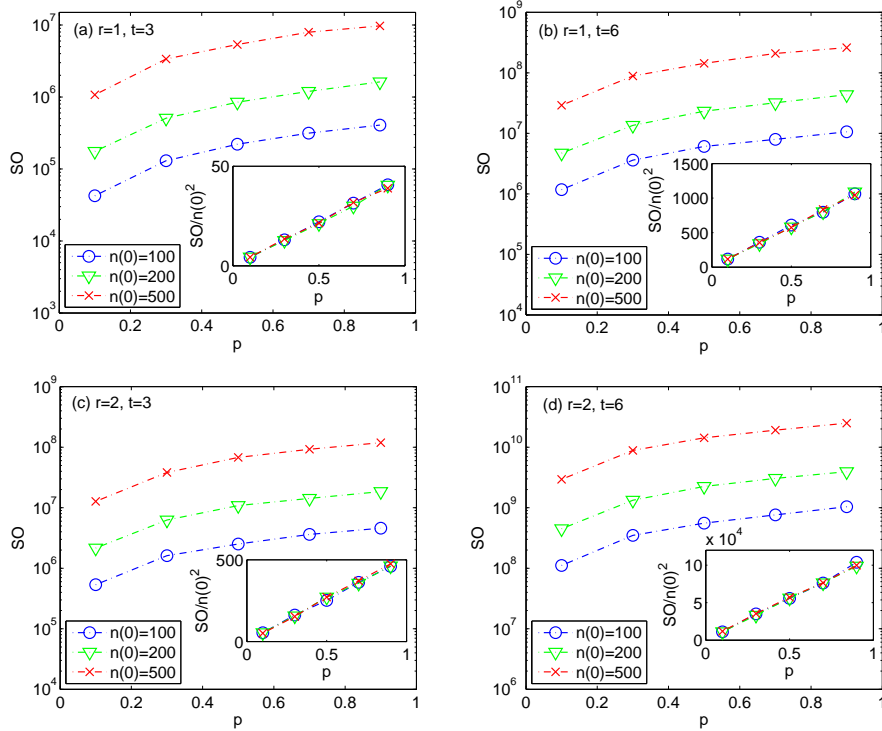 (a) r=1, t=3
10^7
10^6
10^5
10^4
10^3
SO
0
0.2
0.4
0.6
0.8
1
p
n(0)=100
n(0)=200
n(0)=500
50
0
SO/n(0)^2
0
0.5
1
p
(b) r=1, t=6
10^9
10^8
10^7
10^6
10^5
10^4
SO
0
0.2
0.4
0.6
0.8
1
p
n(0)=100
n(0)=200
n(0)=500
1500
1000
500
0
SO/n(0)^2
0
0.5
1
p
(c) r=2, t=3
10^9
10^8
10^7
10^6
10^5
10^4
SO
0
0.2
0.4
0.6
0.8
1
p
n(0)=100
n(0)=200
n(0)=500
500
0
SO/n(0)^2
0
0.5
1
p
(d) r=2, t=6
10^11
10^10
10^9
10^8
10^7
10^6
SO
0
0.2
0.4
0.6
0.8
1
p
n(0)=100
n(0)=200
n(0)=500
x 10^4
10
5
0
SO/n(0)^2
0
0.5
1
p